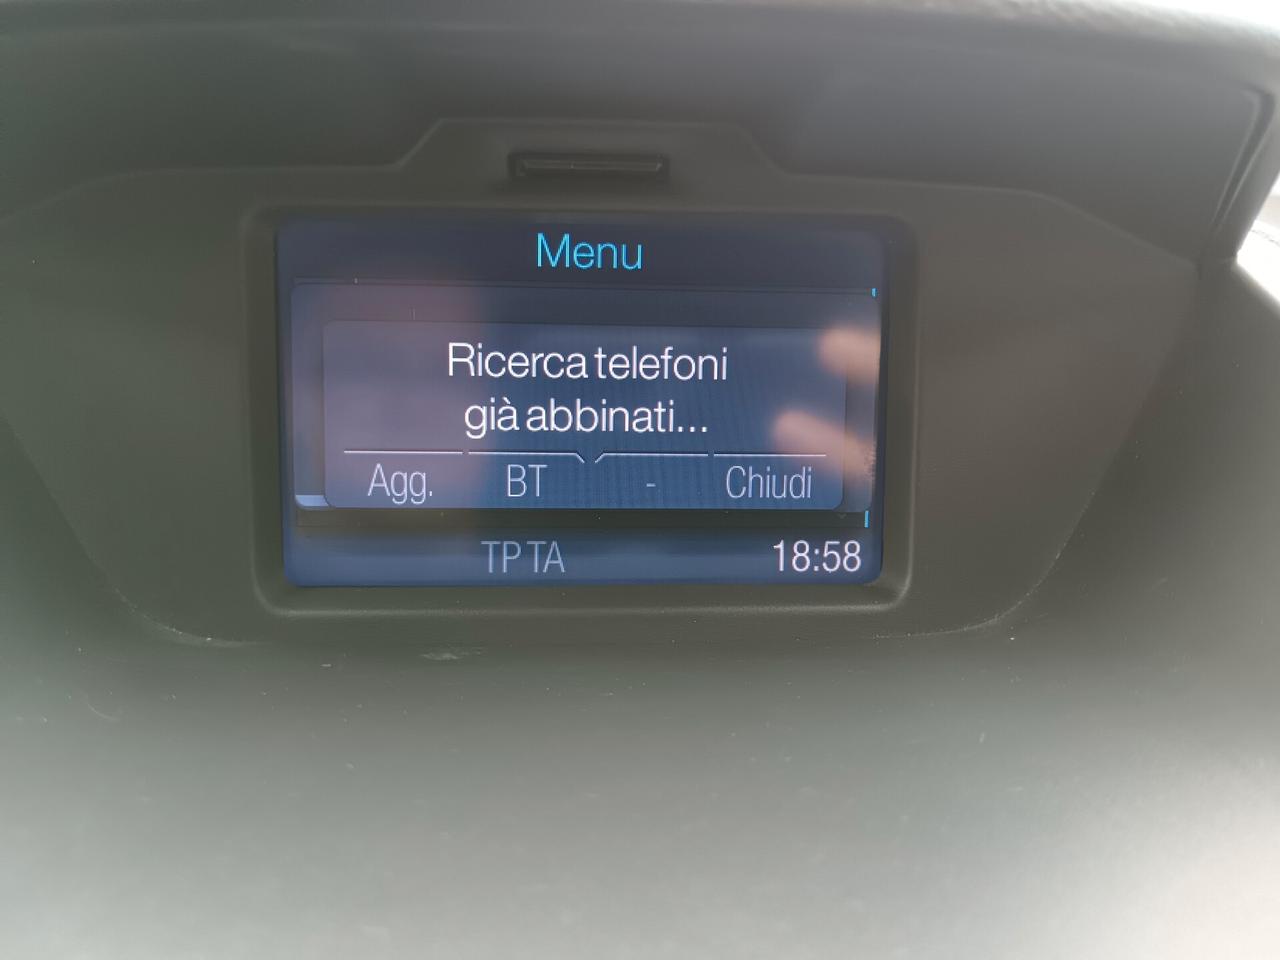 Menu
Ricerca telefoni
già abbinati...
Agg. BT - Chiudi
TP TA 18:58